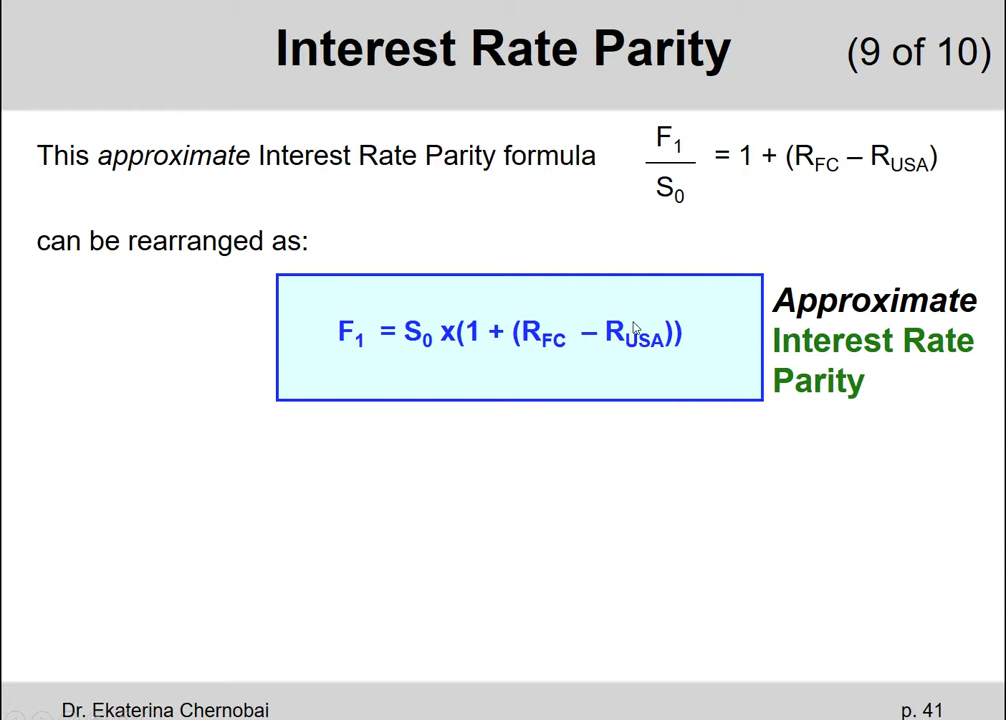 Interest Rate Parity (9 of 10)
This approximate Interest Rate Parity formula F₁ / S₀ = 1 + (R_FC – R_USA)
can be rearranged as:
F₁ = S₀ x(1 + (R_FC – R_USA))
Approximate
Interest Rate
Parity
Dr. Ekaterina Chernobai p. 41